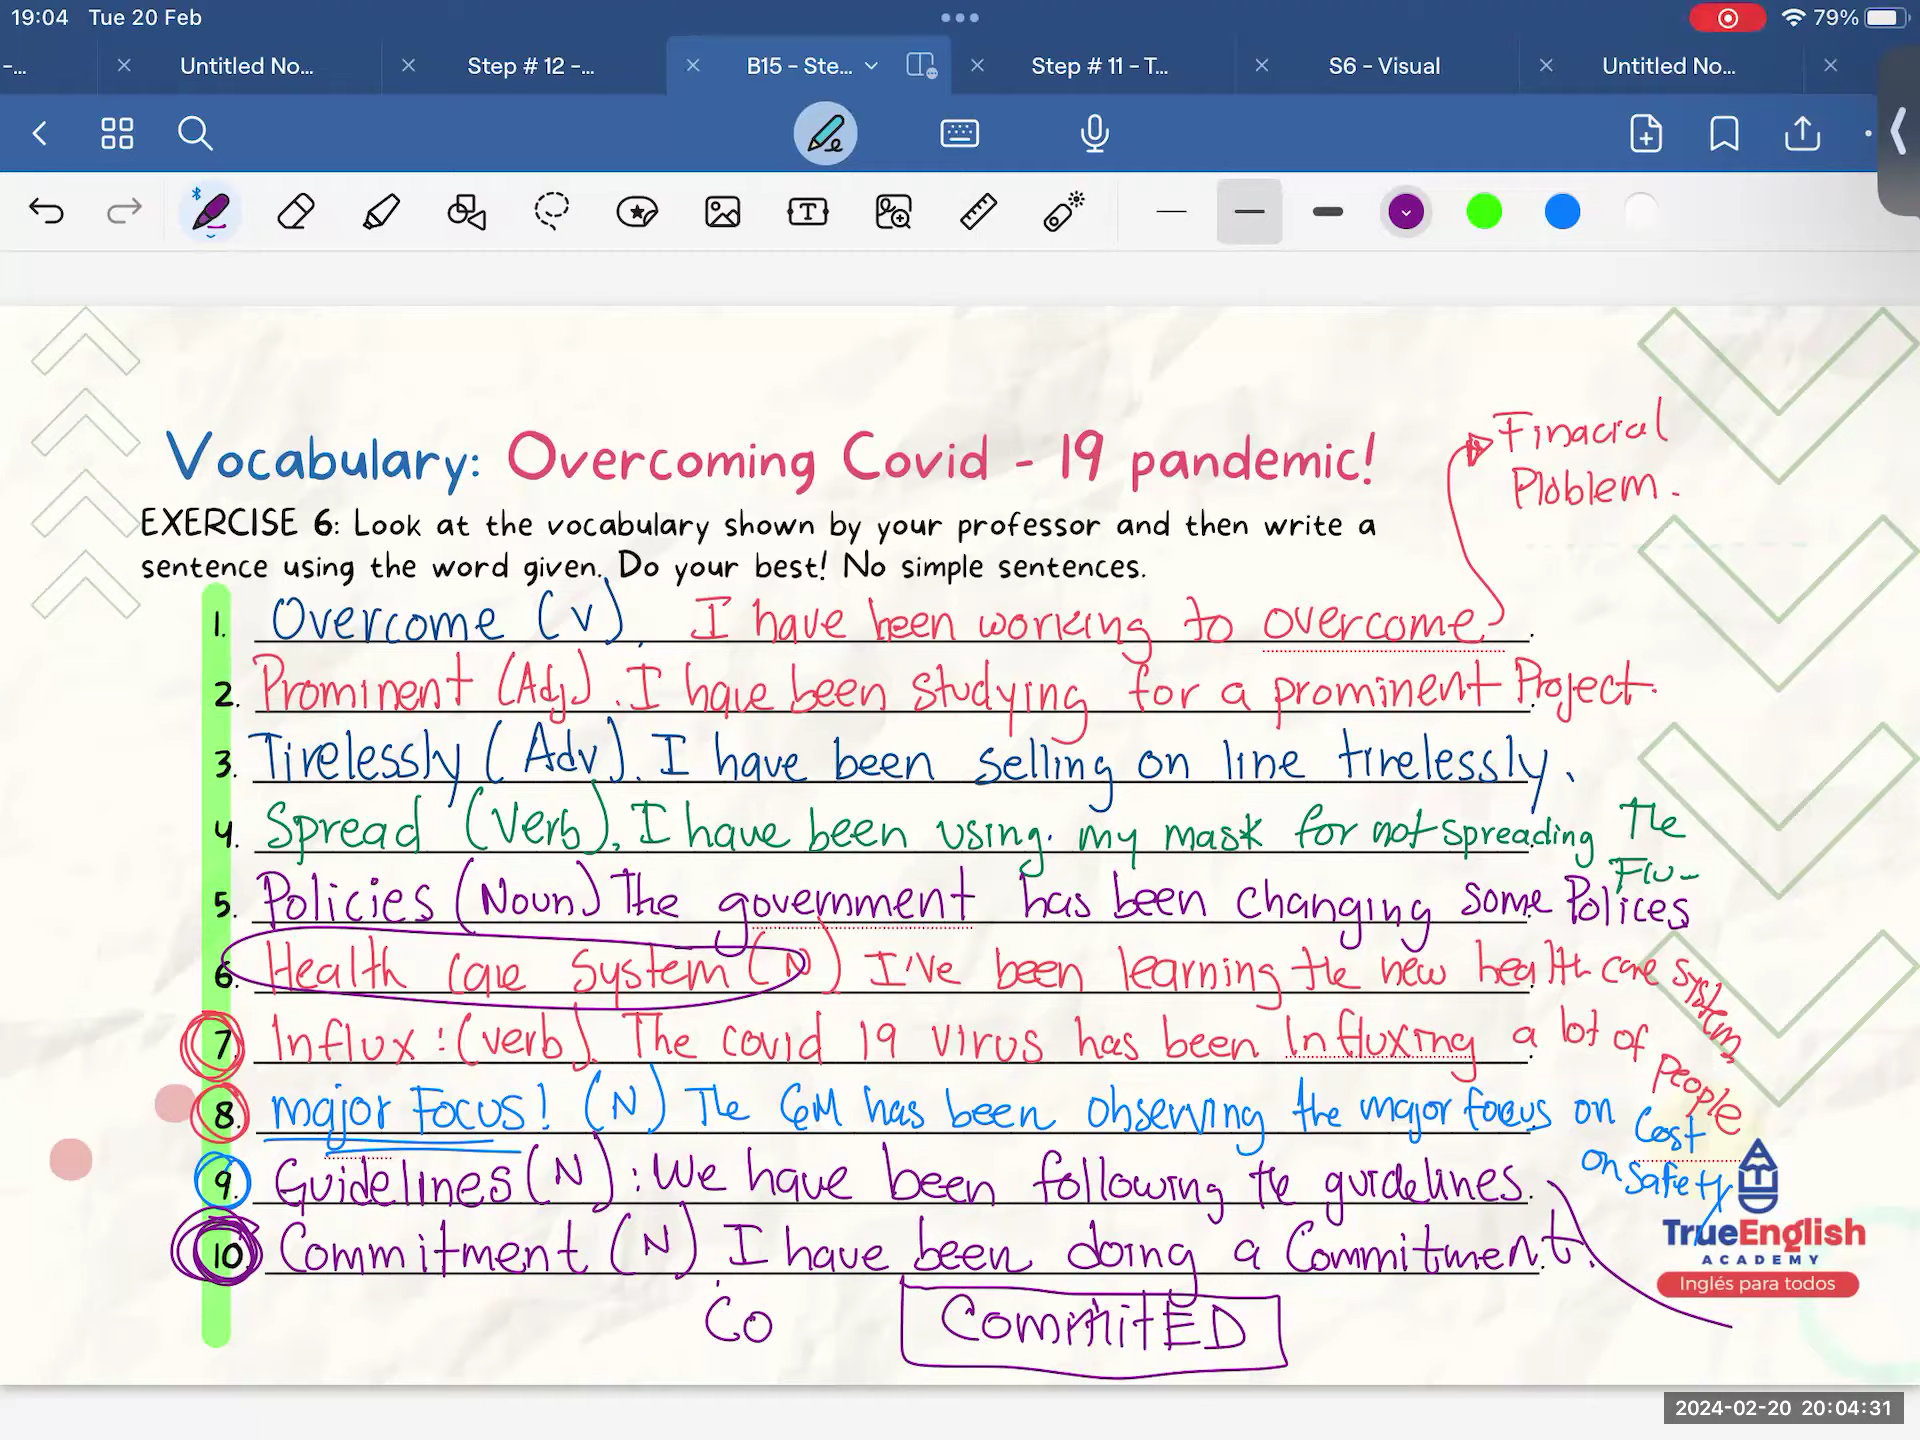 19:04 Tue 20 Feb
79%
-...
Untitled No...
Step # 12 -...
B15 - Ste...
Step # 11 - T...
S6 - Visual
Untitled No...
Vocabulary: Overcoming Covid - 19 pandemic!
Finacial
Ploblem.
EXERCISE 6: Look at the vocabulary shown by your professor and then write a
sentence using the word given. Do your best! No simple sentences.
1. Overcome (v). I have been working to overcome.
2. Prominent (Adj). I have been studying for a prominent Project.
3. Tirelessly (Adv). I have been selling on line tirelessly.
4. Spread (Verb). I have been using my mask for not spreading the
Flu-
5. Policies (Noun) The government has been changing some Polices
6. Health care System (N) I've been learning the new health care system,
7. Influx: (verb). The covid 19 virus has been Influxing a lot of
People
8. major Focus! (N) The GM has been observing the major focus on
Cost
on safety
9. Guidelines (N): We have been following the guidelines.
10. Commitment (N) I have been doing a Commitment.
Co
CommitED
TrueEnglish
ACADEMY
Inglés para todos
2024-02-20 20:04:31